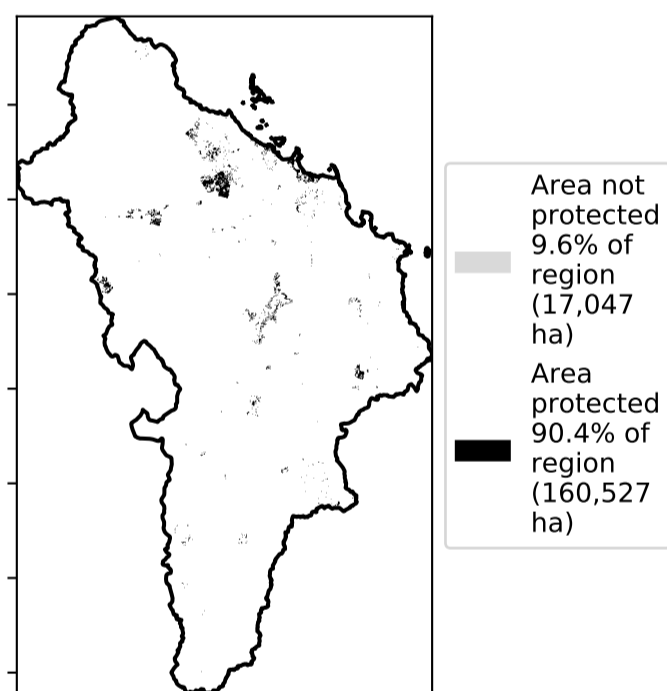 Area not
protected
9.6% of
region
(17,047
ha)
Area
protected
90.4% of
region
(160,527
ha)